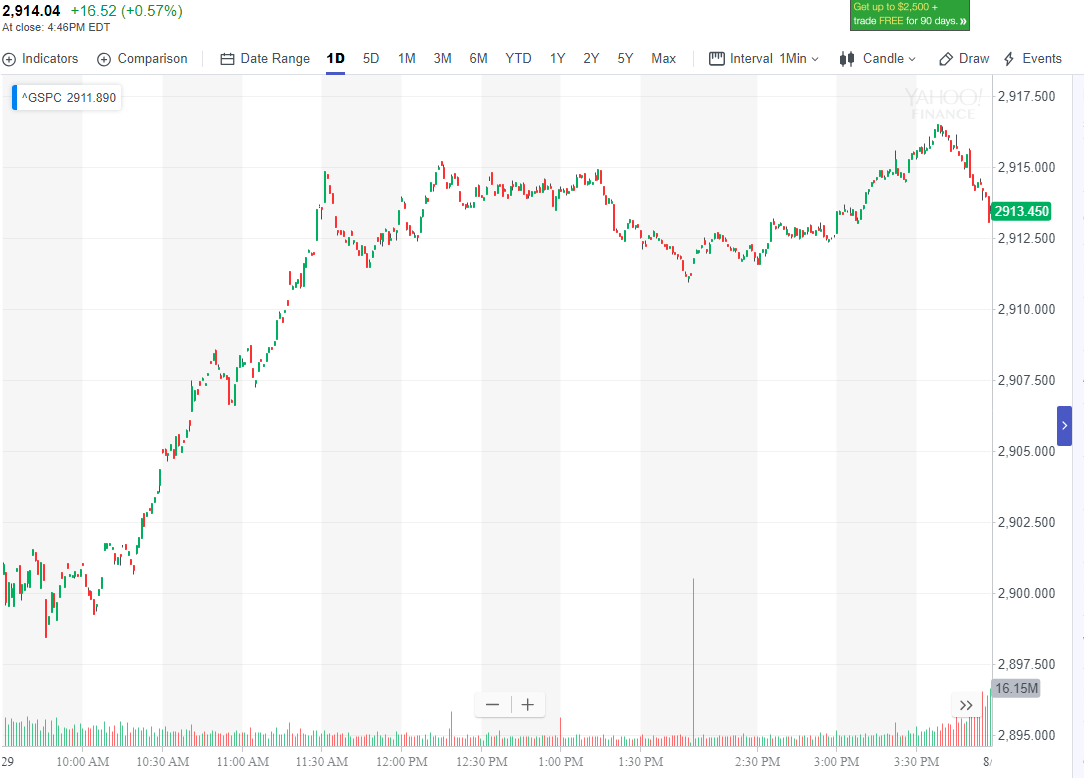 2,914.04 +16.52 (+0.57%)
At close: 4:46PM EDT
Get up to $2,500 +
trade FREE for 90 days. »
Indicators Comparison Date Range 1D 5D 1M 3M 6M YTD 1Y 2Y 5Y Max Interval 1Min Candle Draw Events
^GSPC 2911.890
YAHOO!
FINANCE
2,917.500
2,915.000
2913.450
2,912.500
2,910.000
2,907.500
2,905.000
2,902.500
2,900.000
2,897.500
16.15M
2,895.000
29 10:00 AM 10:30 AM 11:00 AM 11:30 AM 12:00 PM 12:30 PM 1:00 PM 1:30 PM 2:30 PM 3:00 PM 3:30 PM 8/